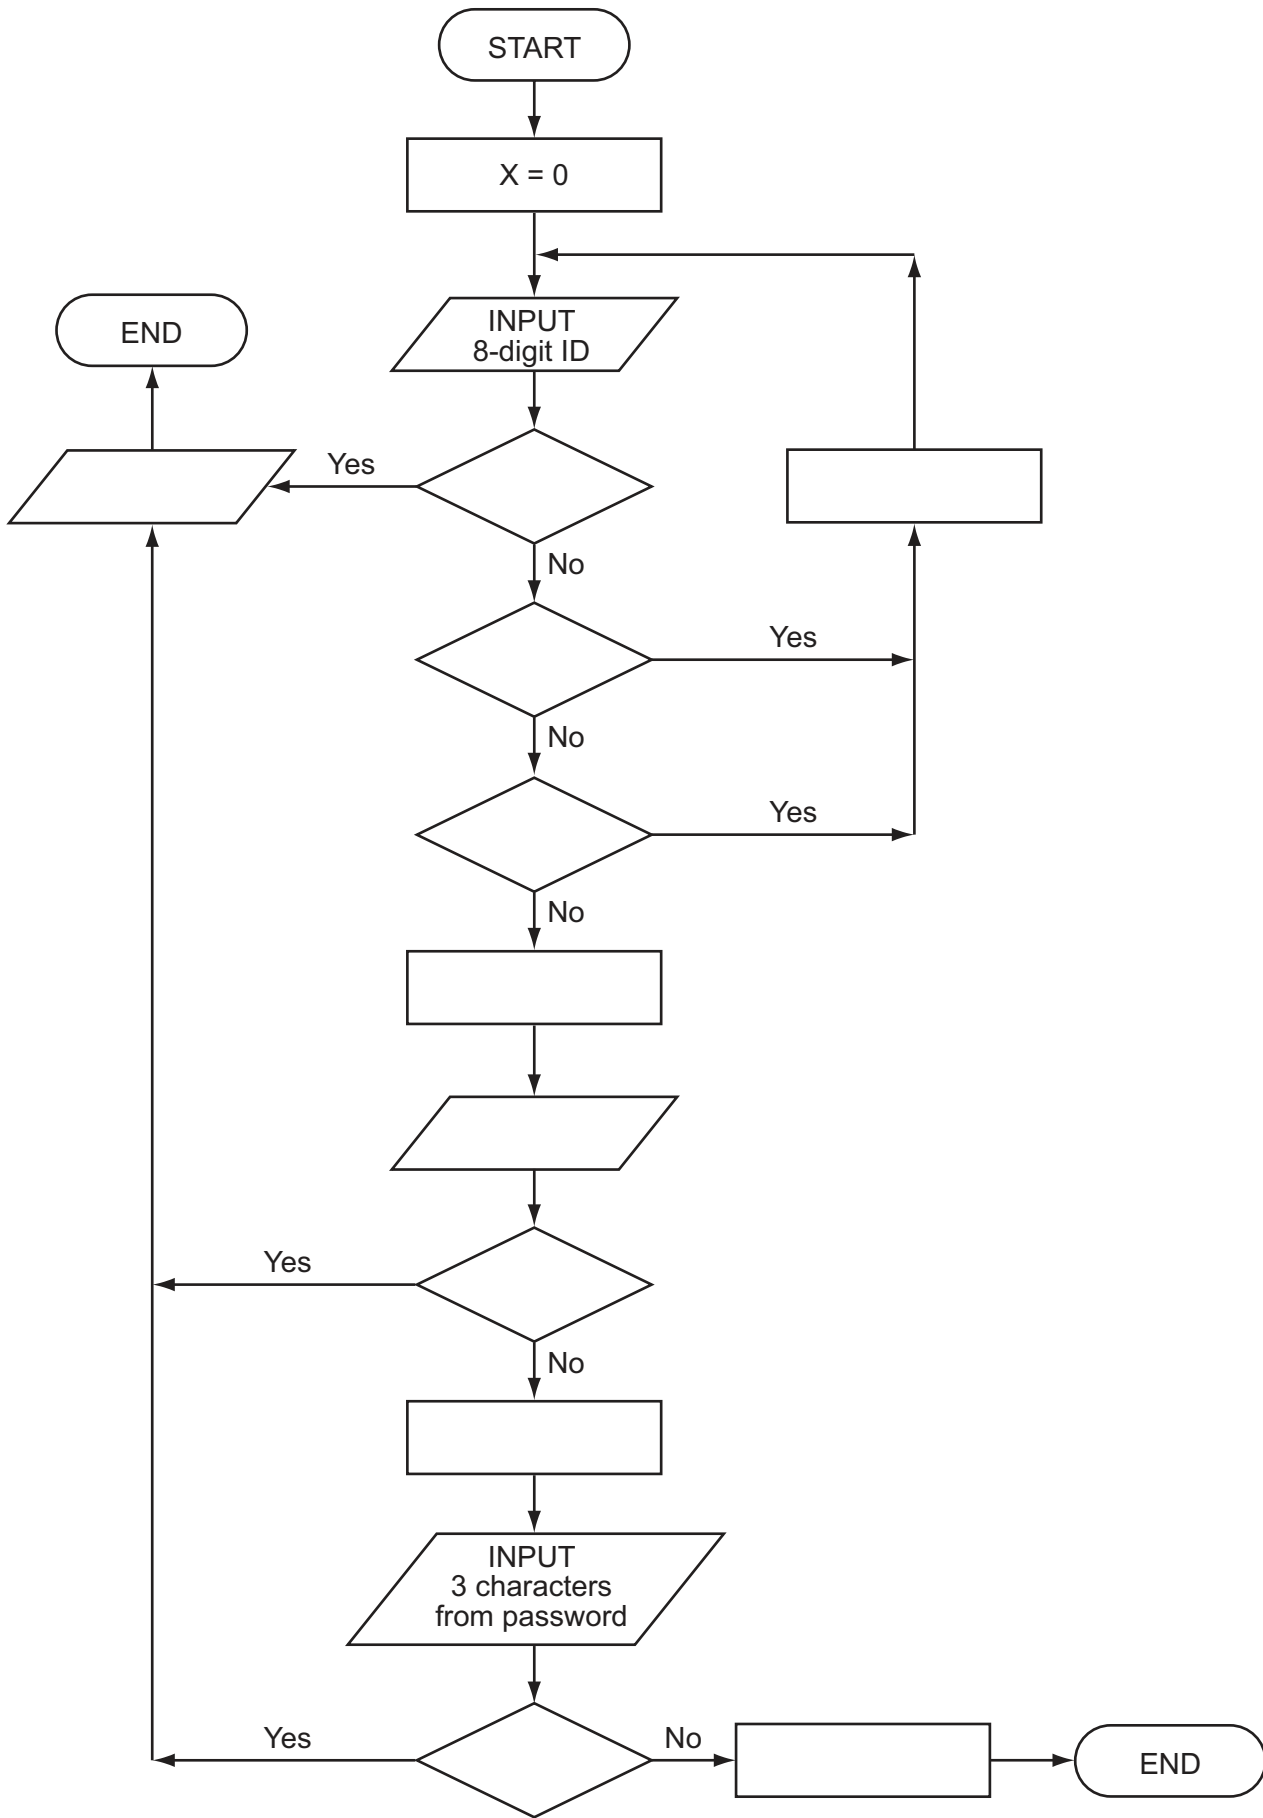 START
X = 0
INPUT
8-digit ID
END
Yes
No
Yes
No
Yes
No
Yes
No
INPUT
3 characters
from password
Yes
No
END